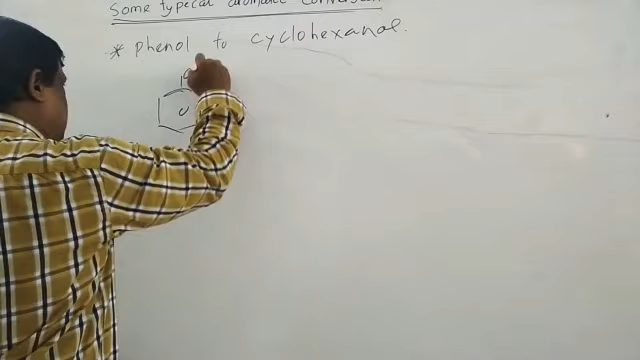 Some typical aromatic conversion
* Phenol to cyclohexanol.